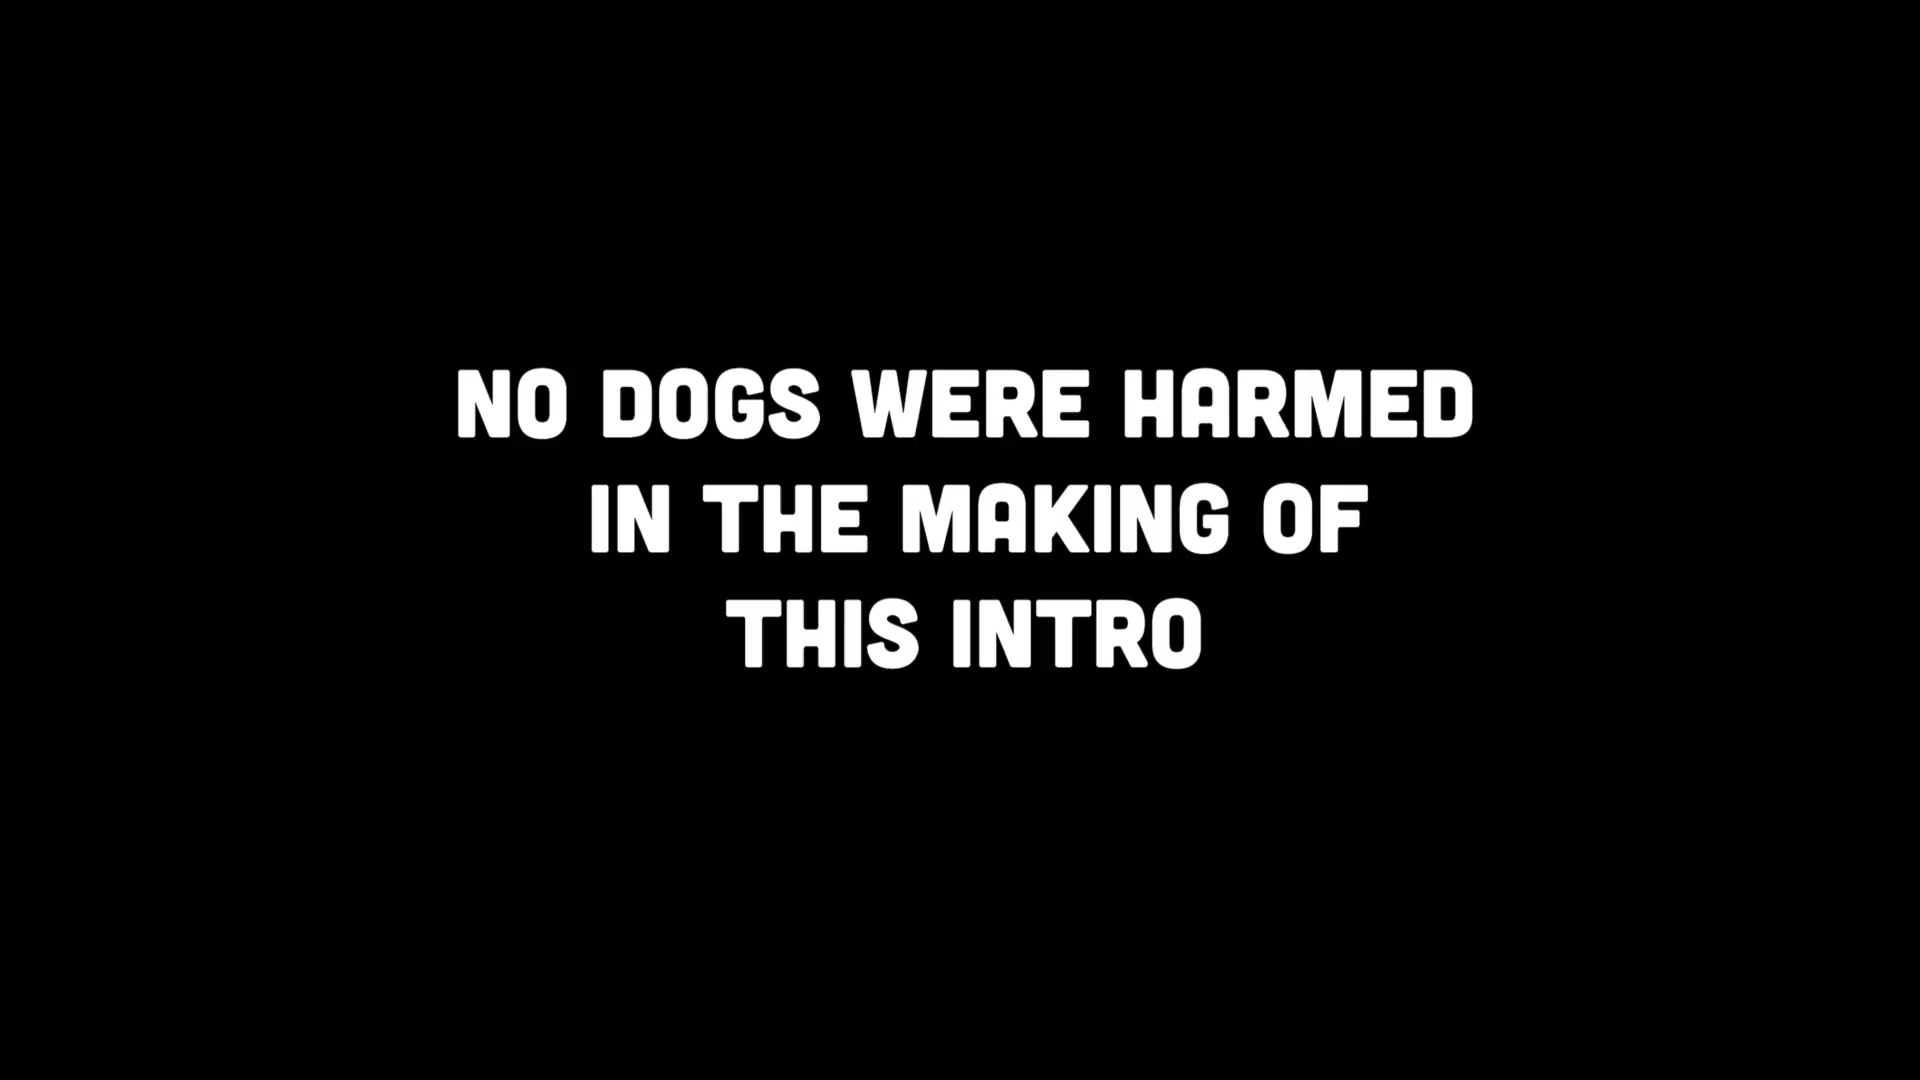 NO DOGS WERE HARMED
IN THE MAKING OF
THIS INTRO